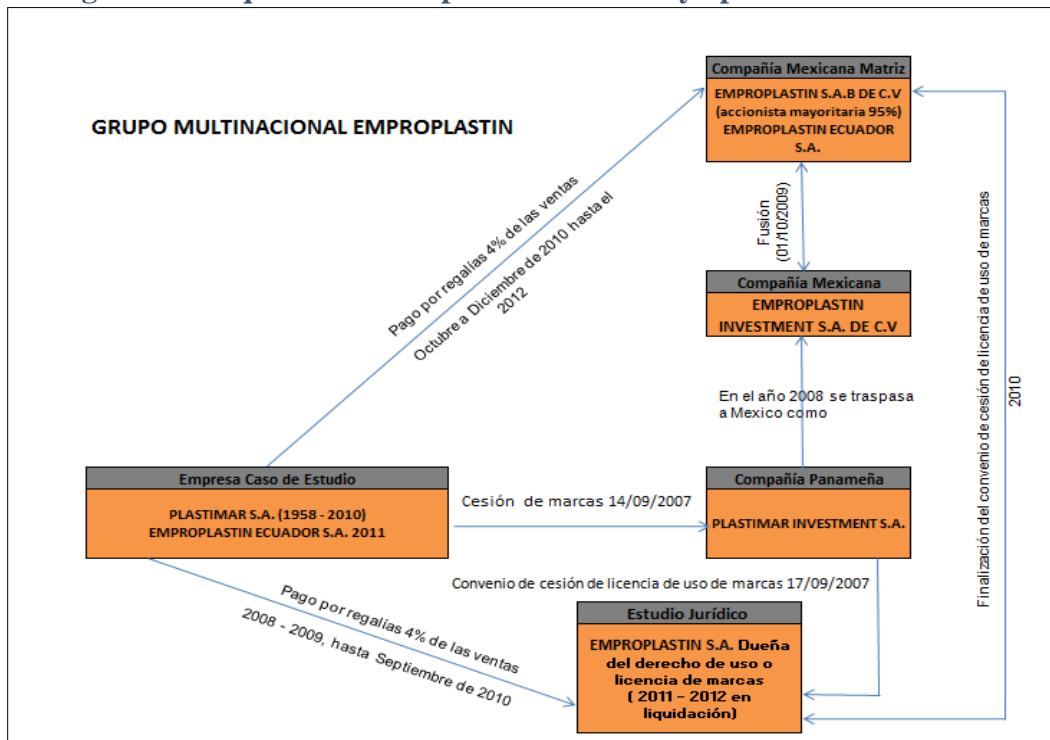 GRUPO MULTINACIONAL EMPROPLASTIN
Compañía Mexicana Matriz
EMPROPLASTIN S.A.B DE C.V
(accionista mayoritaria 95%)
EMPROPLASTIN ECUADOR
S.A.
Pago por regalías 4% de las ventas
Octubre a Diciembre de 2010 hasta el
2012
Fusión
(01/10/2009)
Compañía Mexicana
EMPROPLASTIN
INVESTMENT S.A. DE C.V
Finalización del convenio de cesión de licencia de uso de marcas
2010
En el año 2008 se traspasa
a Mexico como
Empresa Caso de Estudio
PLASTIMAR S.A. (1958 - 2010)
EMPROPLASTIN ECUADOR S.A. 2011
Cesión de marcas 14/09/2007
Compañía Panameña
PLASTIMAR INVESTMENT S.A.
Convenio de cesión de licencia de uso de marcas 17/09/2007
Pago por regalías 4% de las ventas
2008 - 2009, hasta Septiembre de 2010
Estudio Jurídico
EMPROPLASTIN S.A. Dueña
del derecho de uso o
licencia de marcas
( 2011 – 2012 en
liquidación)